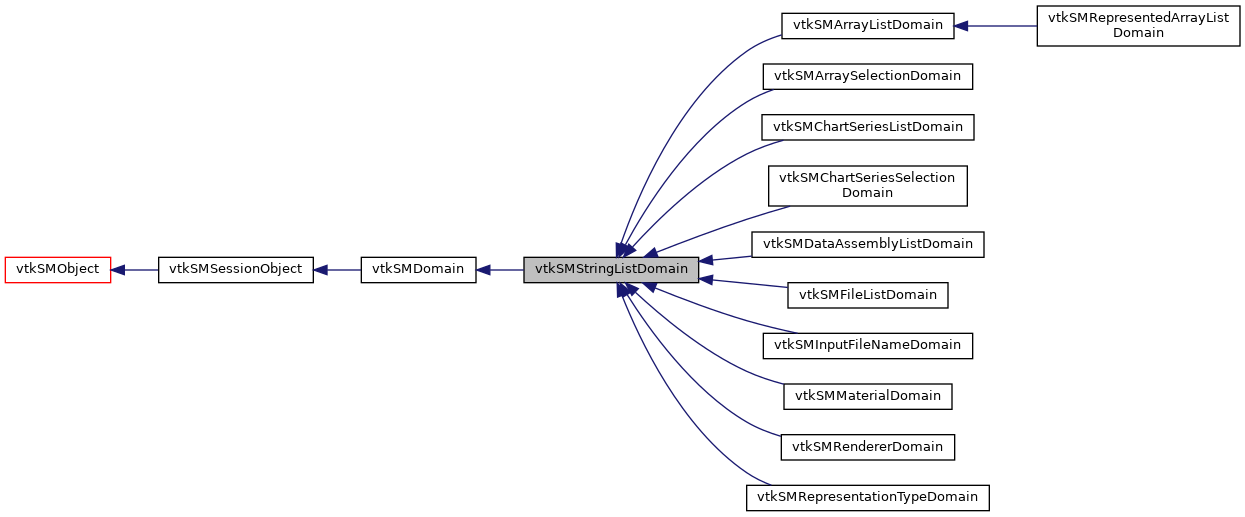 vtkSMArrayListDomain
vtkSMRepresentedArrayList
Domain
vtkSMArraySelectionDomain
vtkSMChartSeriesListDomain
vtkSMChartSeriesSelection
Domain
vtkSMDataAssemblyListDomain
vtkSMObject
vtkSMSessionObject
vtkSMDomain
vtkSMStringListDomain
vtkSMFileListDomain
vtkSMInputFileNameDomain
vtkSMMaterialDomain
vtkSMRendererDomain
vtkSMRepresentationTypeDomain